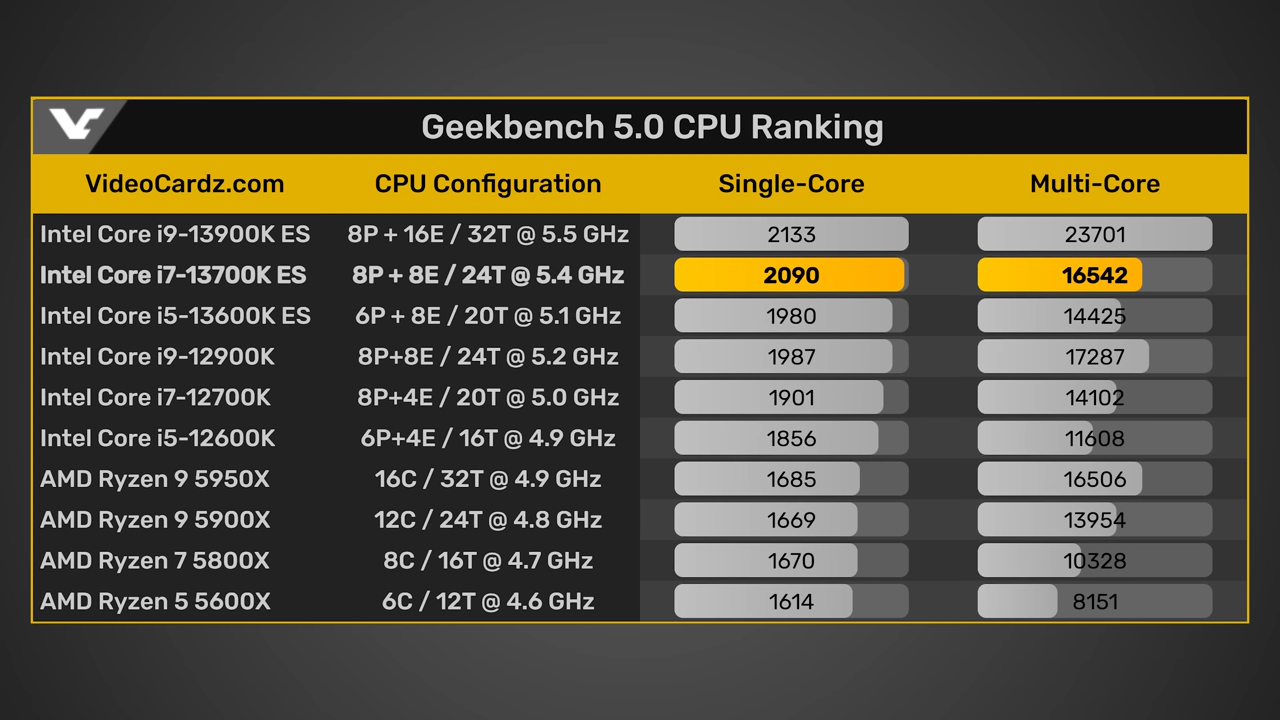 Geekbench 5.0 CPU Ranking
VideoCardz.com CPU Configuration Single-Core Multi-Core
Intel Core i9-13900K ES 8P + 16E / 32T @ 5.5 GHz 2133 23701
Intel Core i7-13700K ES 8P + 8E / 24T @ 5.4 GHz 2090 16542
Intel Core i5-13600K ES 6P + 8E / 20T @ 5.1 GHz 1980 14425
Intel Core i9-12900K 8P+8E / 24T @ 5.2 GHz 1987 17287
Intel Core i7-12700K 8P+4E / 20T @ 5.0 GHz 1901 14102
Intel Core i5-12600K 6P+4E / 16T @ 4.9 GHz 1856 11608
AMD Ryzen 9 5950X 16C / 32T @ 4.9 GHz 1685 16506
AMD Ryzen 9 5900X 12C / 24T @ 4.8 GHz 1669 13954
AMD Ryzen 7 5800X 8C / 16T @ 4.7 GHz 1670 10328
AMD Ryzen 5 5600X 6C / 12T @ 4.6 GHz 1614 8151